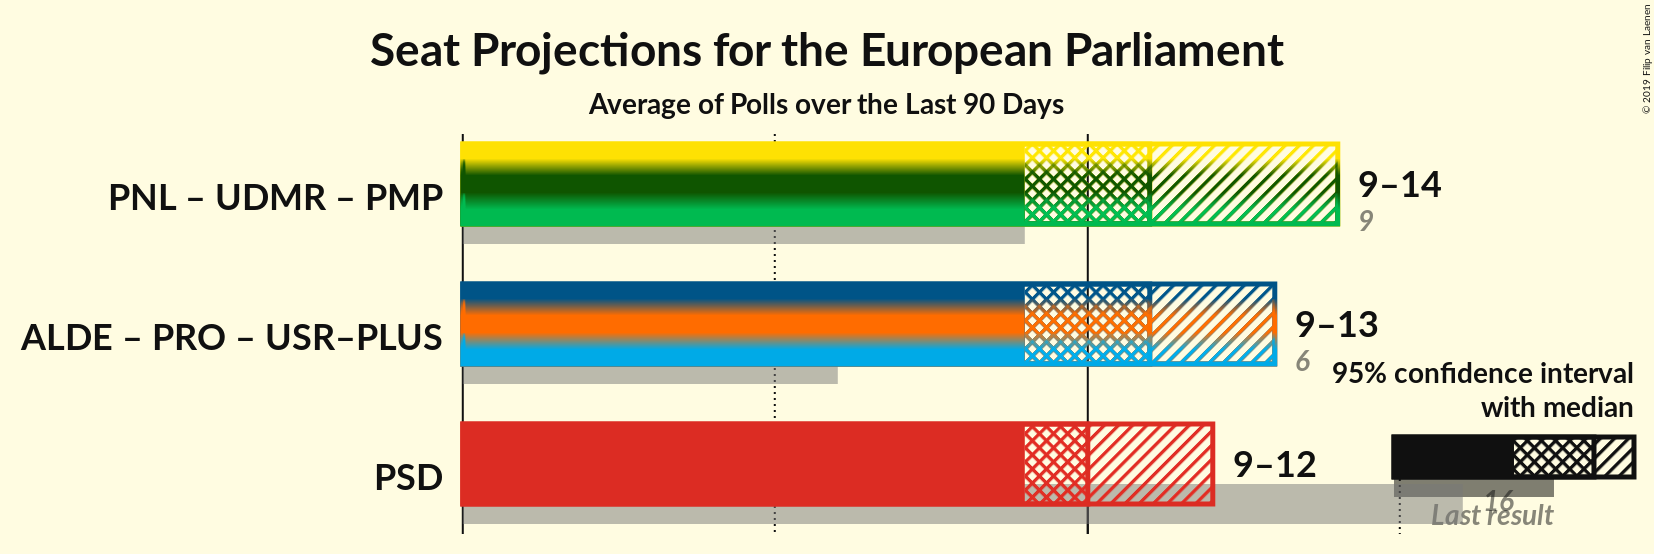 Seat Projections for the European Parliament
Average of Polls over the Last 90 Days
© 2019 Filip van Laenen
PNL – UDMR – PMP
9–14
9
ALDE – PRO – USR–PLUS
9–13
6
PSD
9–12
16
95% confidence interval
with median
Last result